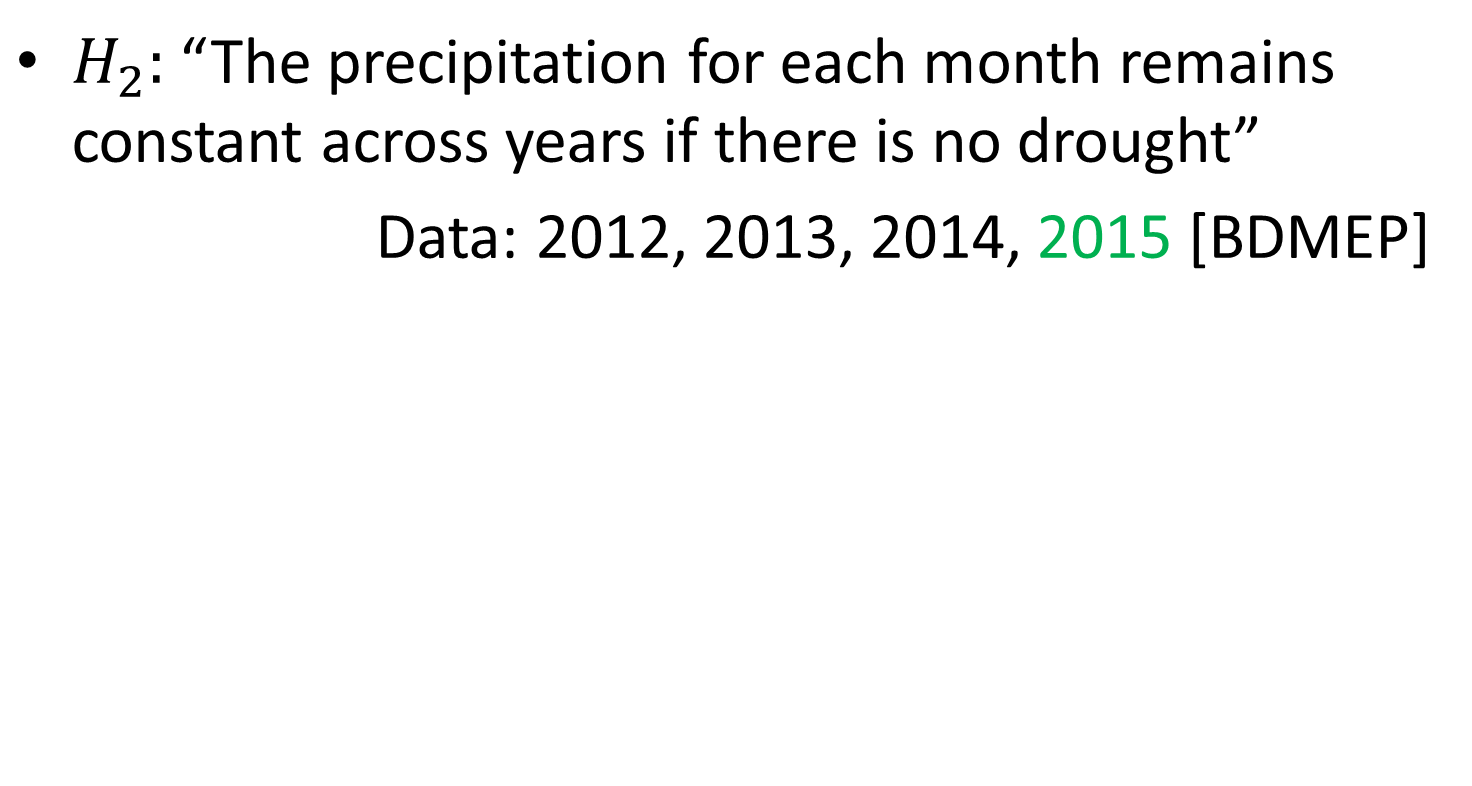 • H₂: “The precipitation for each month remains
constant across years if there is no drought”
Data: 2012, 2013, 2014, 2015 [BDMEP]